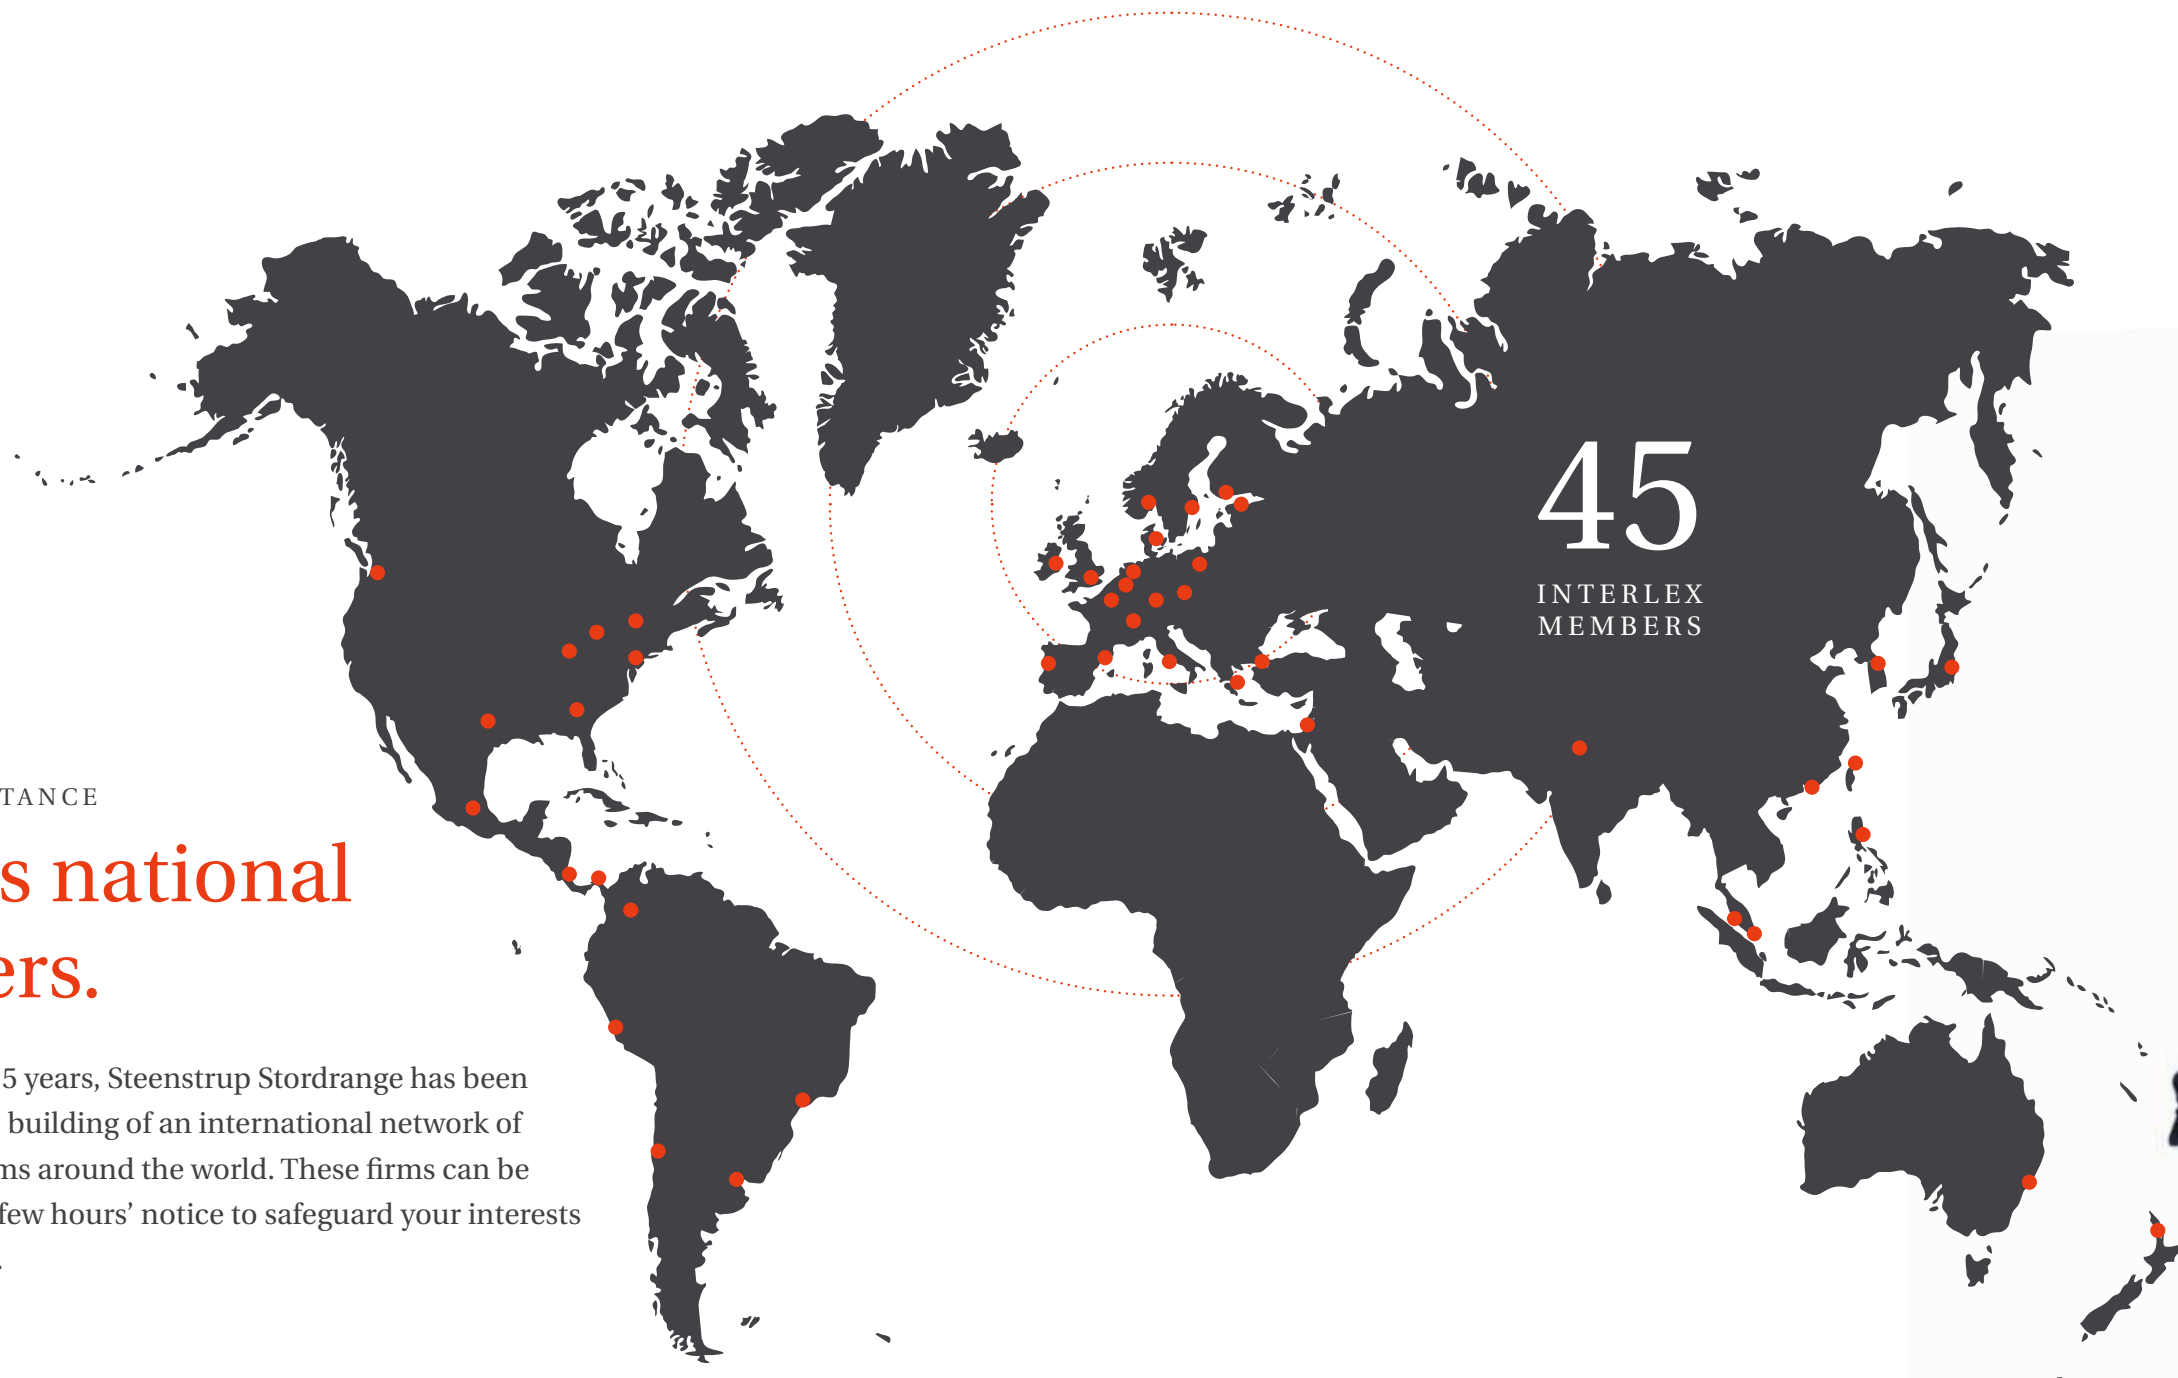 TANCE
s national
ers.
5 years, Steenstrup Stordrange has been
building of an international network of
ms around the world. These firms can be
few hours’ notice to safeguard your interests
.
45
INTERLEX
MEMBERS